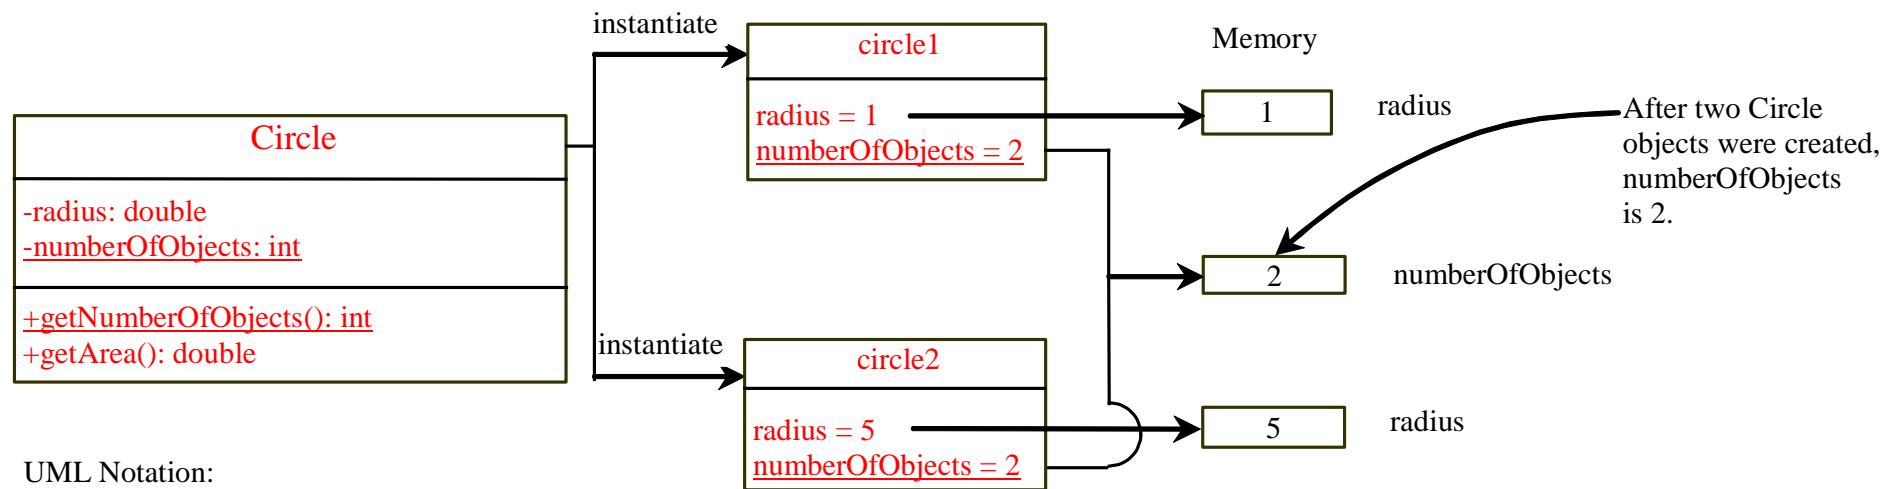 instantiate
circle1
Memory
Circle
radius = 1
numberOfObjects = 2
1
radius
After two Circle
objects were created,
numberOfObjects
is 2.
-radius: double
-numberOfObjects: int
2
numberOfObjects
+getNumberOfObjects(): int
+getArea(): double
instantiate
circle2
radius = 5
numberOfObjects = 2
5
radius
UML Notation: